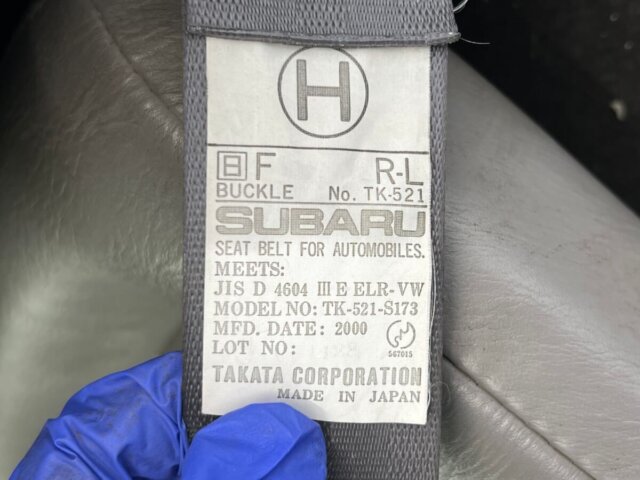 H
日 F R-L
BUCKLE No. TK-521
SUBARU
SEAT BELT FOR AUTOMOBILES.
MEETS:
JIS D 4604 III E ELR-VW
MODEL NO: TK-521-S173
MFD. DATE: 2000
LOT NO:
567015
TAKATA CORPORATION
MADE IN JAPAN